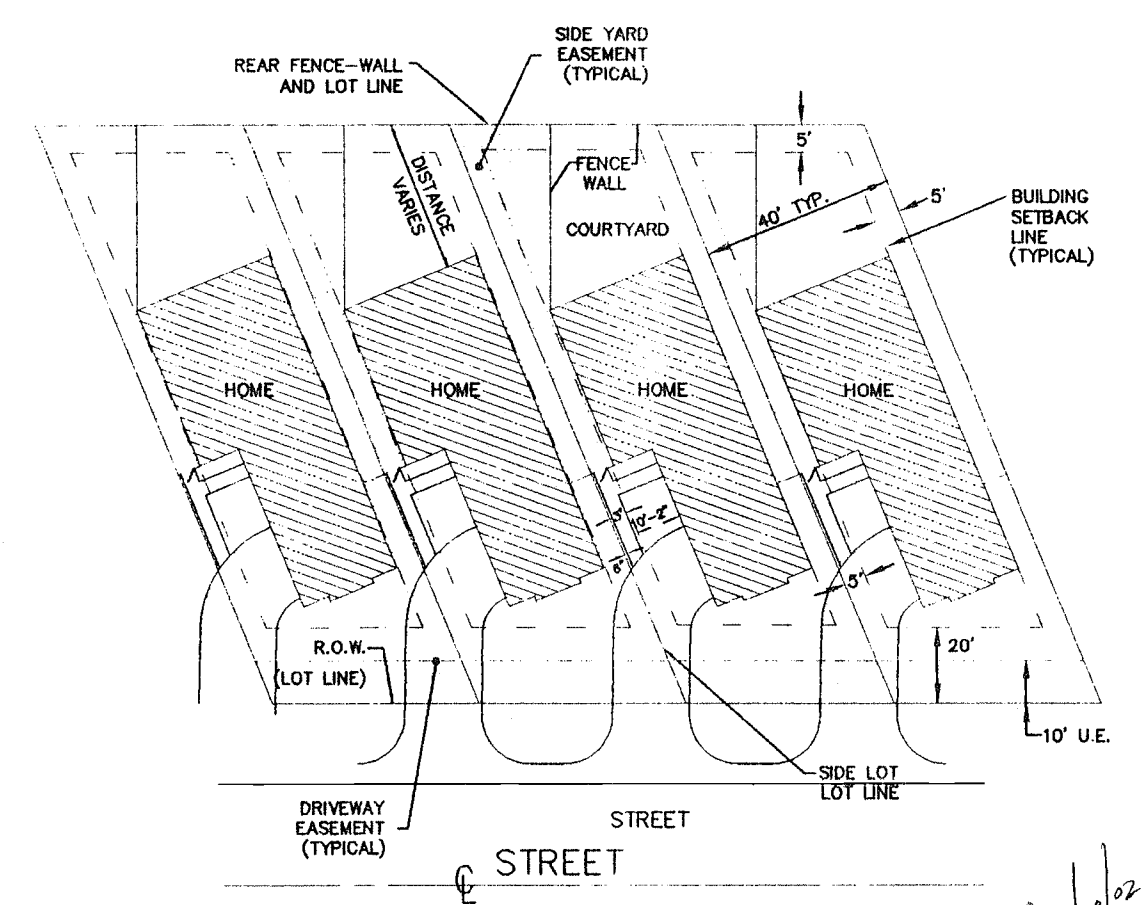 SIDE YARD
EASEMENT
(TYPICAL)
REAR FENCE-WALL
AND LOT LINE
5'
DISTANCE
VARIES
FENCE
WALL
COURTYARD
40' TYP.
5'
BUILDING
SETBACK
LINE
(TYPICAL)
HOME
HOME
HOME
HOME
10'-2"
6"
5'
20'
R.O.W.
(LOT LINE)
10' U.E.
SIDE LOT
LOT LINE
DRIVEWAY
EASEMENT
(TYPICAL)
STREET
℄ STREET
02